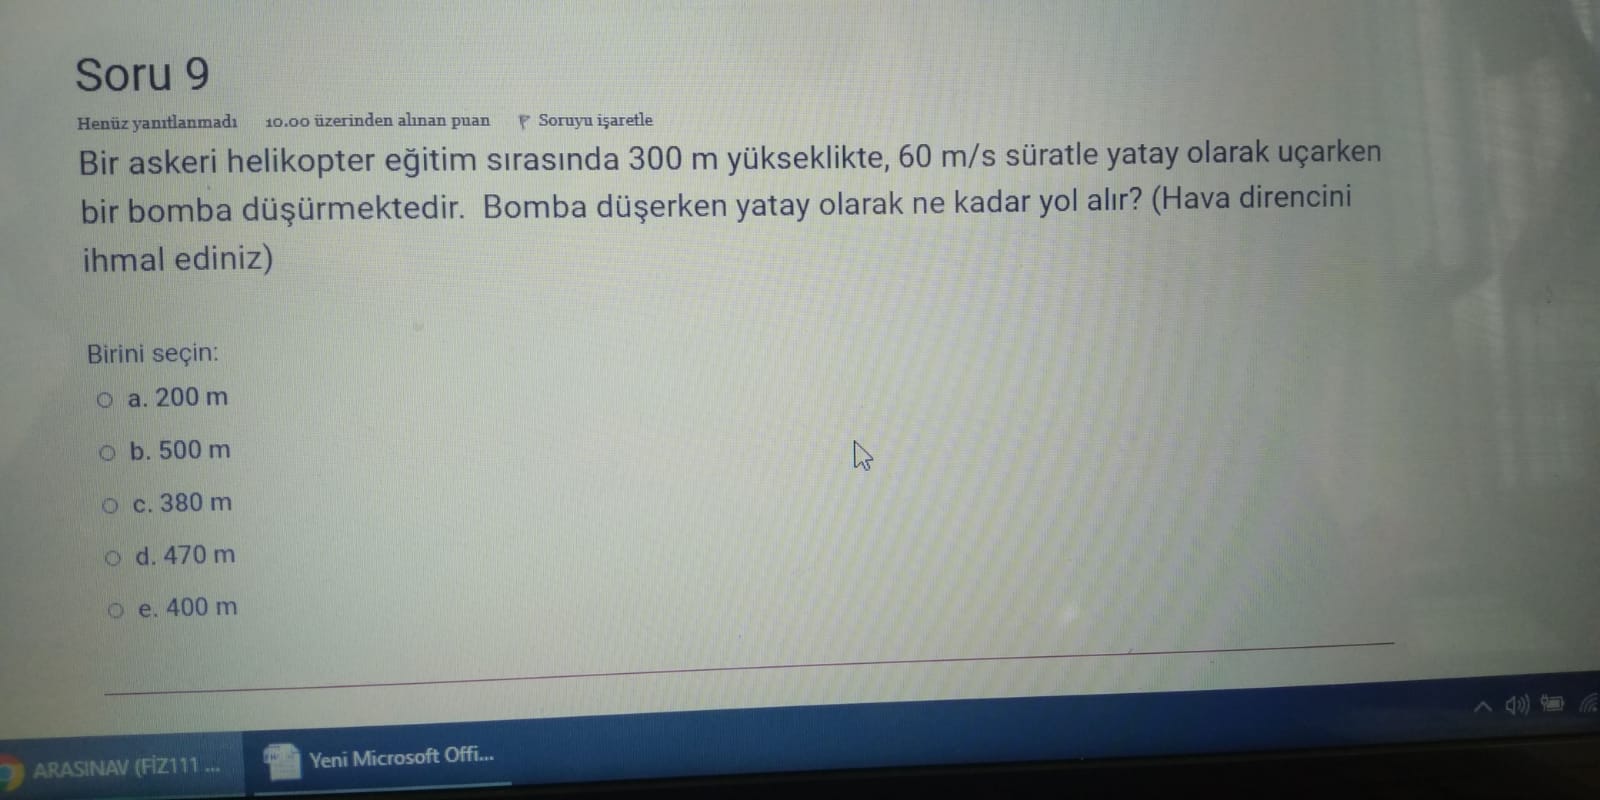 Soru 9
Henüz yanıtlanmadı 10.00 üzerinden alınan puan Soruyu işaretle
Bir askeri helikopter eğitim sırasında 300 m yükseklikte, 60 m/s süratle yatay olarak uçarken
bir bomba düşürmektedir. Bomba düşerken yatay olarak ne kadar yol alır? (Hava direncini
ihmal ediniz)
Birini seçin:
a. 200 m
b. 500 m
c. 380 m
d. 470 m
e. 400 m
ARASINAV (FİZ111 ...
Yeni Microsoft Offi...